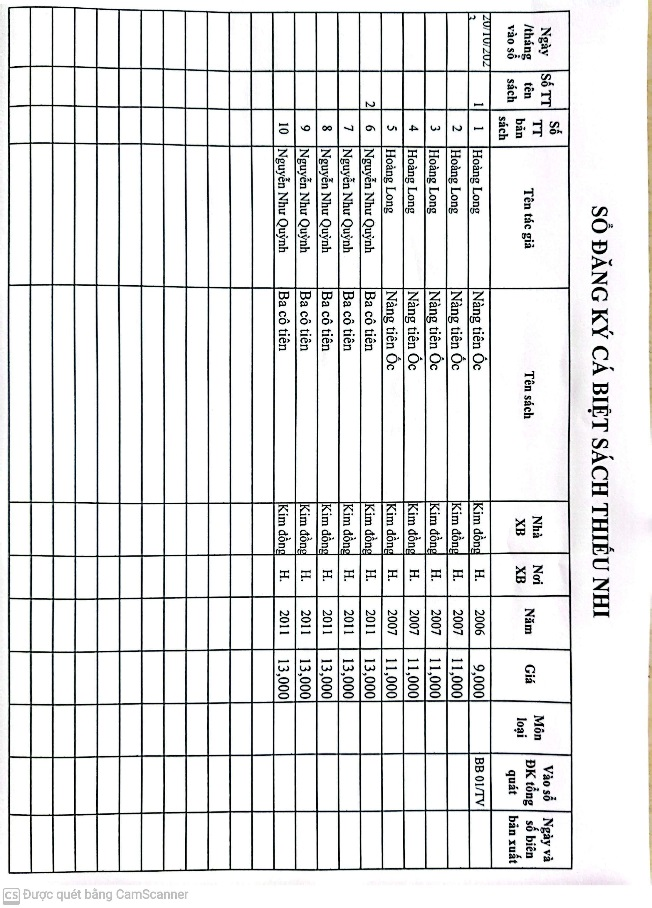 SỔ ĐĂNG KÝ CÁ BIỆT SÁCH THIẾU NHI
Ngày /tháng vào sổ | Số TT tên sách | Số TT bản sách | Tên tác giả | Tên sách | Nhà XB | Nơi XB | Năm | Giá | Môn loại | Vào sổ ĐK tổng quát | Ngày và số biên bản xuất
20/10/202 | 1 | 1 | Hoàng Long | Nàng tiên Ốc | Kim đồng | H. | 2006 | 9,000 | BB 01/TV
2 | Hoàng Long | Nàng tiên Ốc | Kim đồng | H. | 2007 | 11,000
3 | Hoàng Long | Nàng tiên Ốc | Kim đồng | H. | 2007 | 11,000
4 | Hoàng Long | Nàng tiên Ốc | Kim đồng | H. | 2007 | 11,000
5 | Hoàng Long | Nàng tiên Ốc | Kim đồng | H. | 2007 | 11,000
2 | 6 | Nguyễn Như Quỳnh | Ba cô tiên | Kim đồng | H. | 2011 | 13,000
7 | Nguyễn Như Quỳnh | Ba cô tiên | Kim đồng | H. | 2011 | 13,000
8 | Nguyễn Như Quỳnh | Ba cô tiên | Kim đồng | H. | 2011 | 13,000
9 | Nguyễn Như Quỳnh | Ba cô tiên | Kim đồng | H. | 2011 | 13,000
10 | Nguyễn Như Quỳnh | Ba cô tiên | Kim đồng | H. | 2011 | 13,000
CS Được quét bằng CamScanner